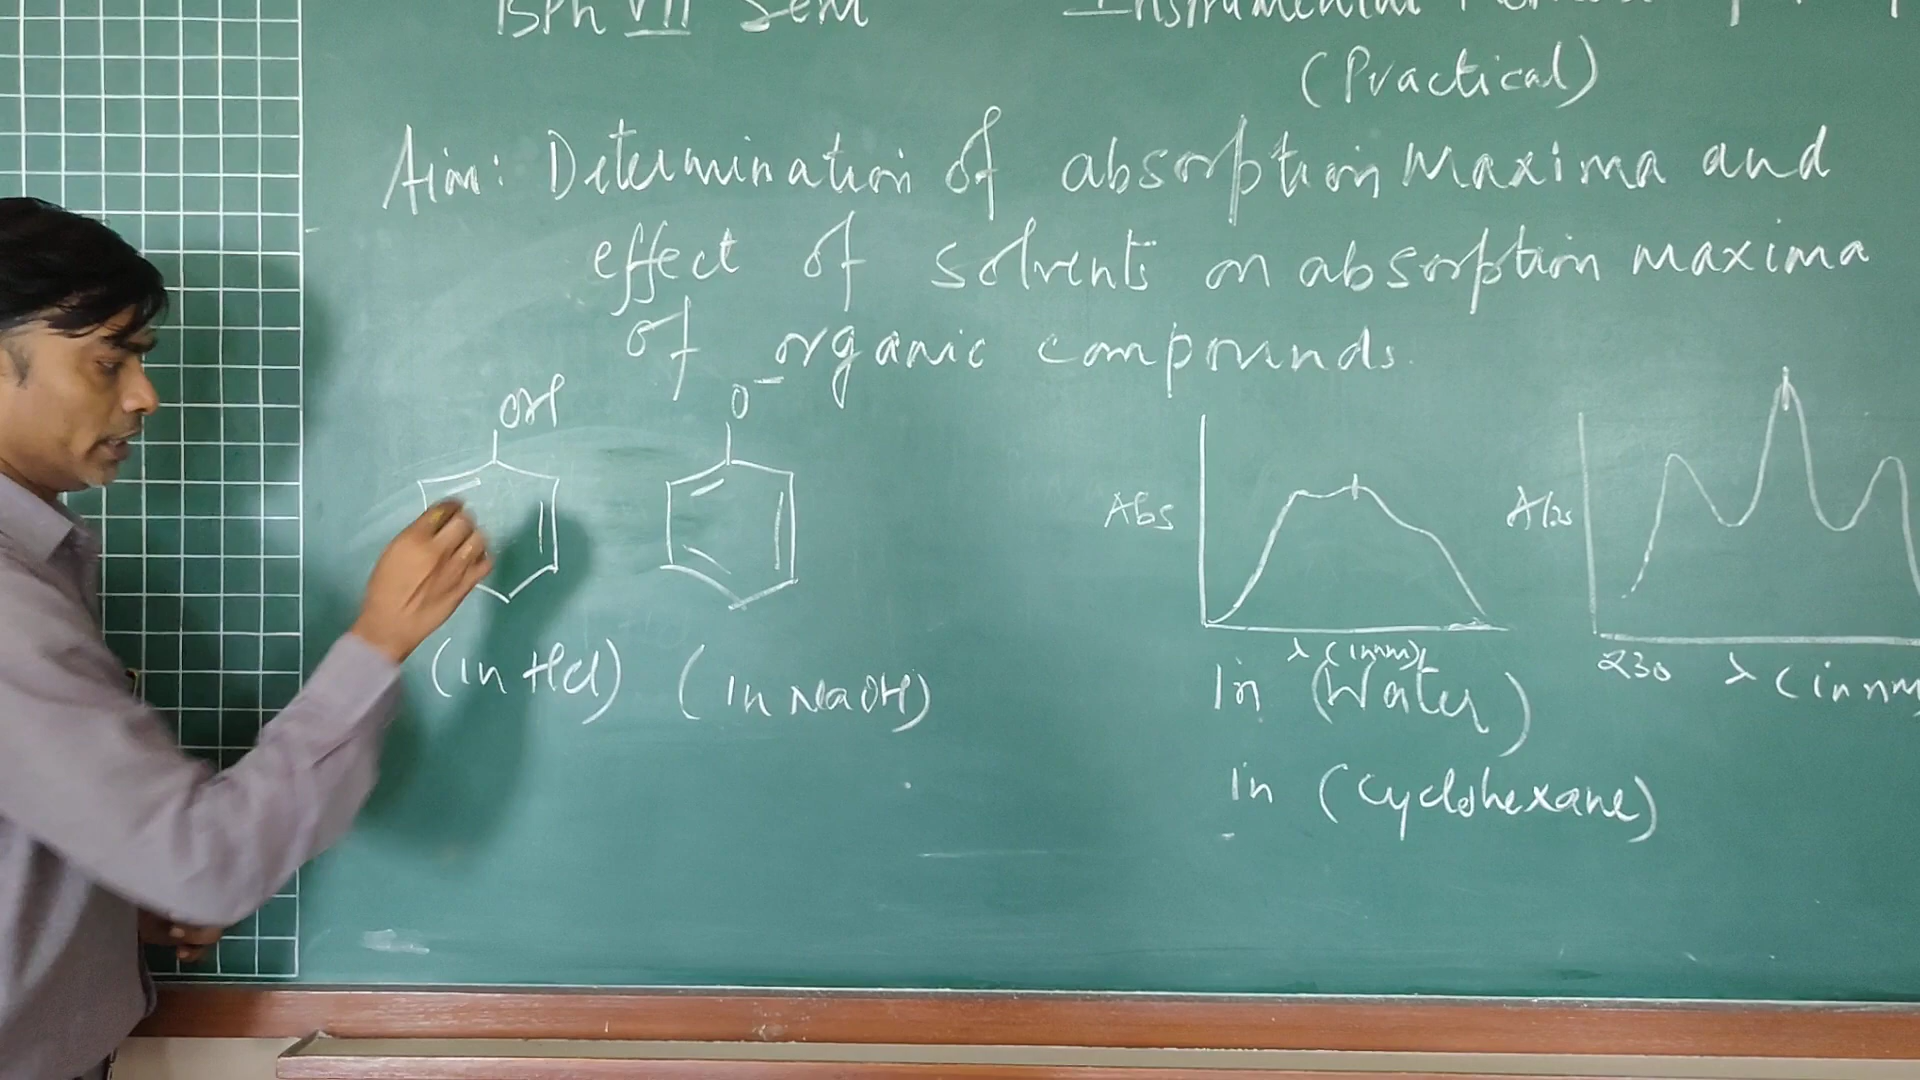 BPh VII Sem Instrumental
(Practical)
Aim: Determination of absorption Maxima and
effect of solvents on absorption maxima
of organic compounds.
OH
O⁻
(in HCl)
(in NaOH)
Abs
λ (in nm)
In (Water)
in (Cyclohexane)
Abs
230 λ (in nm